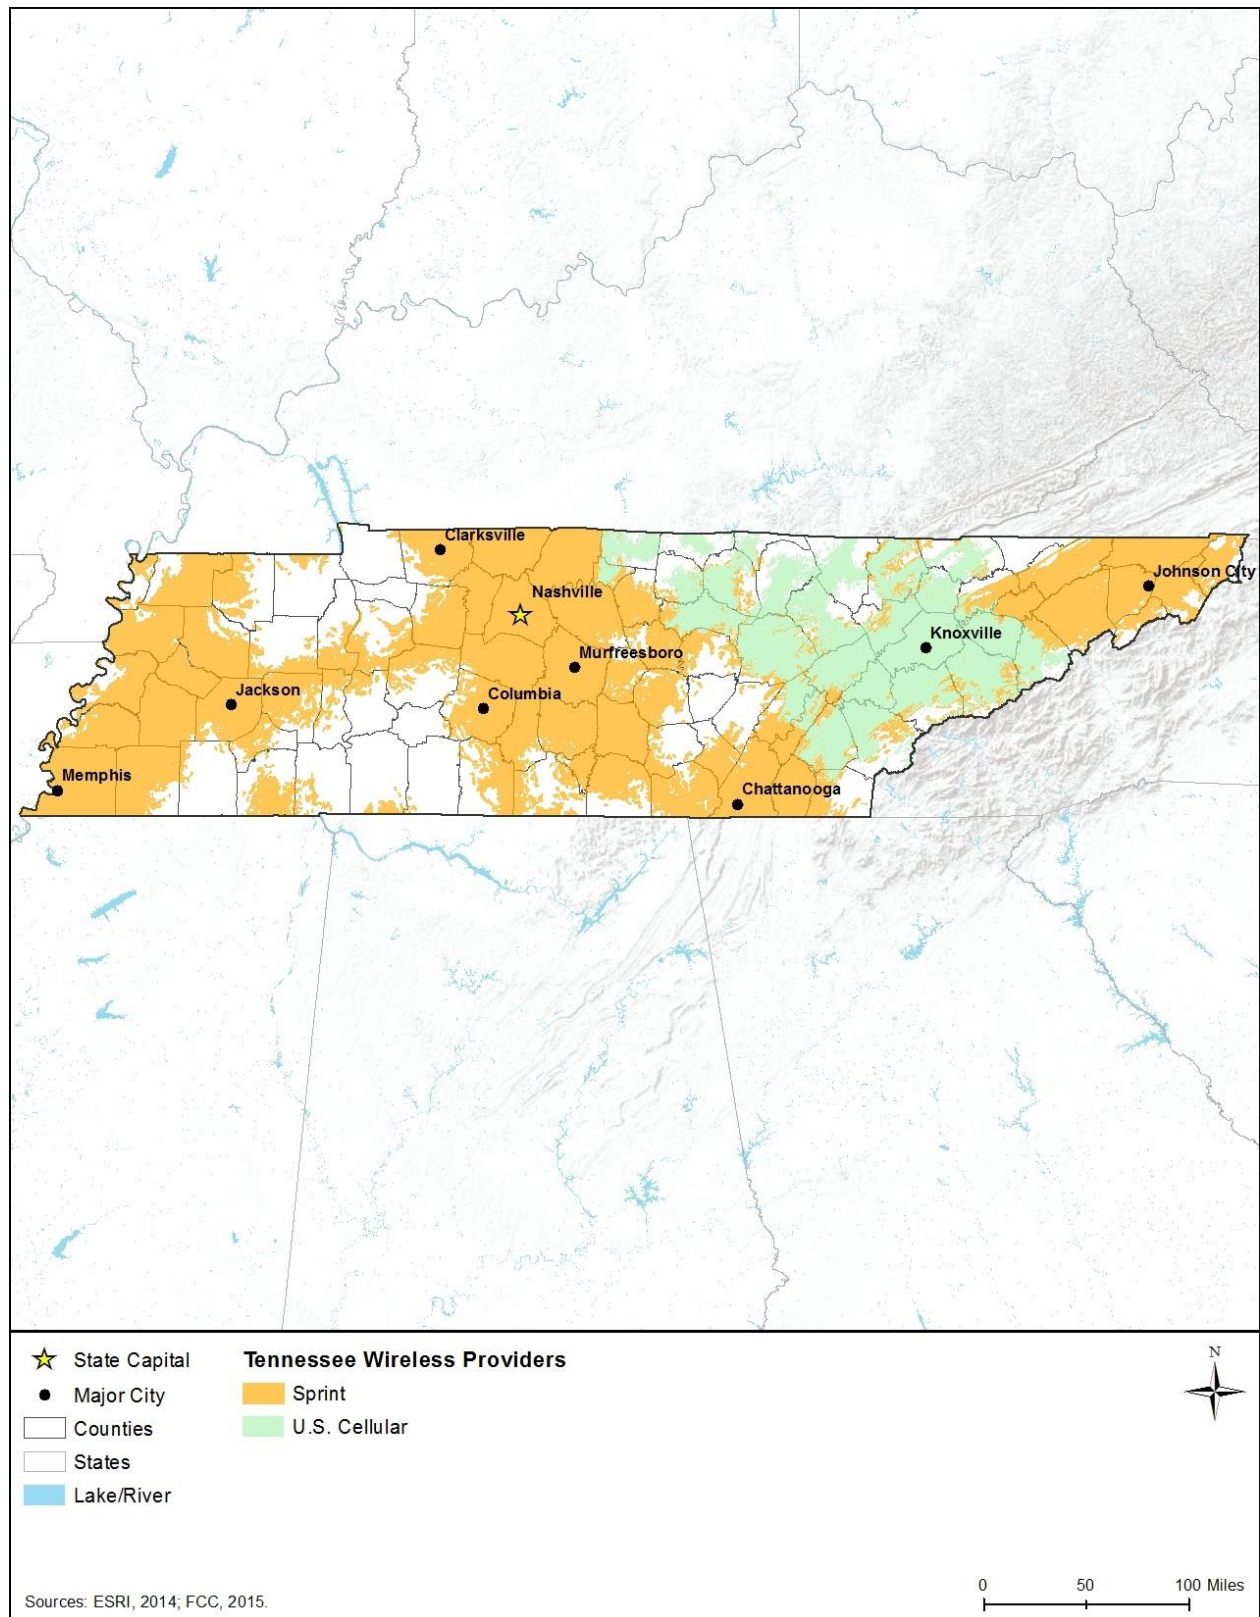 Clarksville
Johnson City
Nashville
Knoxville
Murfreesboro
Jackson
Columbia
Memphis
Chattanooga
State Capital
Major City
Counties
States
Lake/River
Tennessee Wireless Providers
Sprint
U.S. Cellular
N
Sources: ESRI, 2014; FCC, 2015.
0 50 100 Miles